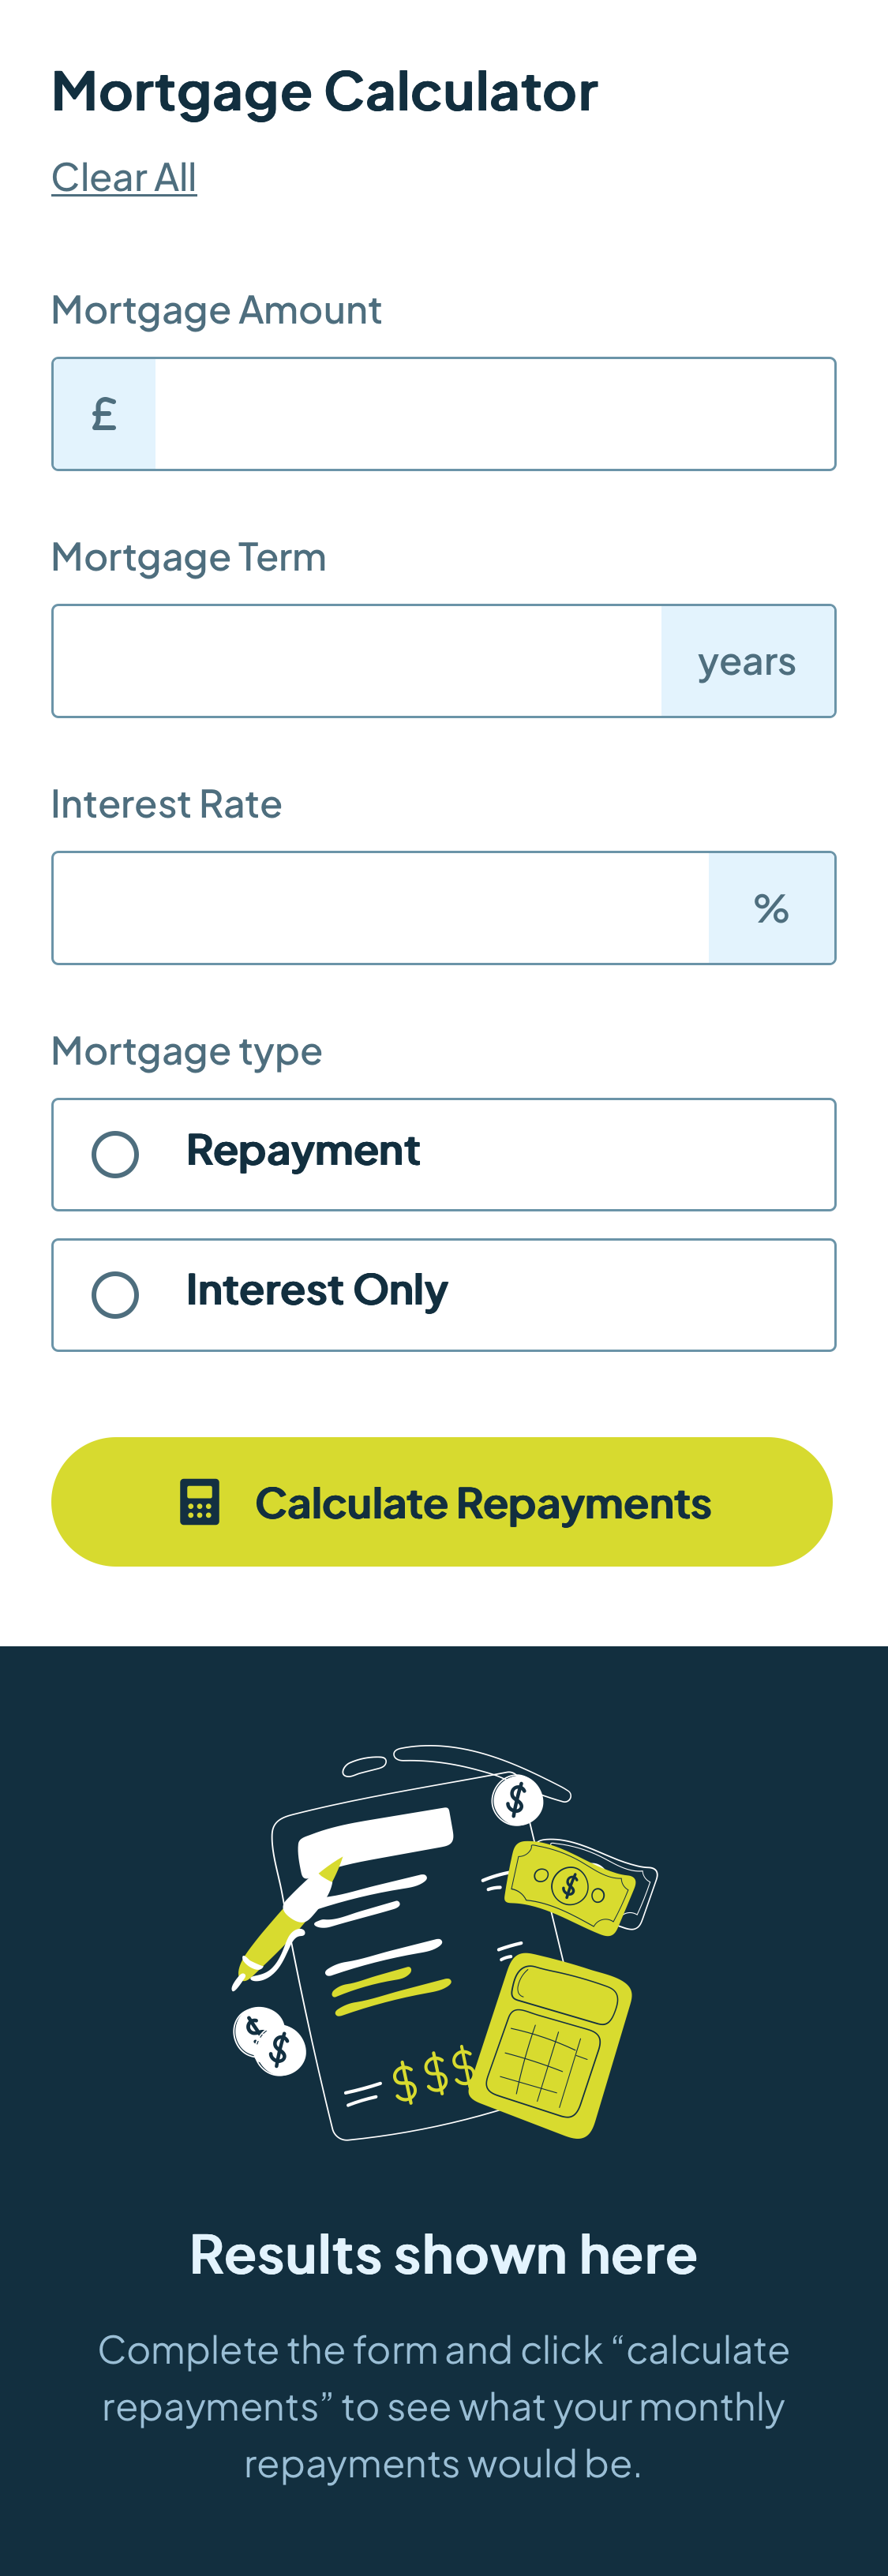 Mortgage Calculator
Clear All
Mortgage Amount
£
Mortgage Term
years
Interest Rate
%
Mortgage type
Repayment
Interest Only
Calculate Repayments
$
$
$
$
= $$$
Results shown here
Complete the form and click “calculate
repayments” to see what your monthly
repayments would be.